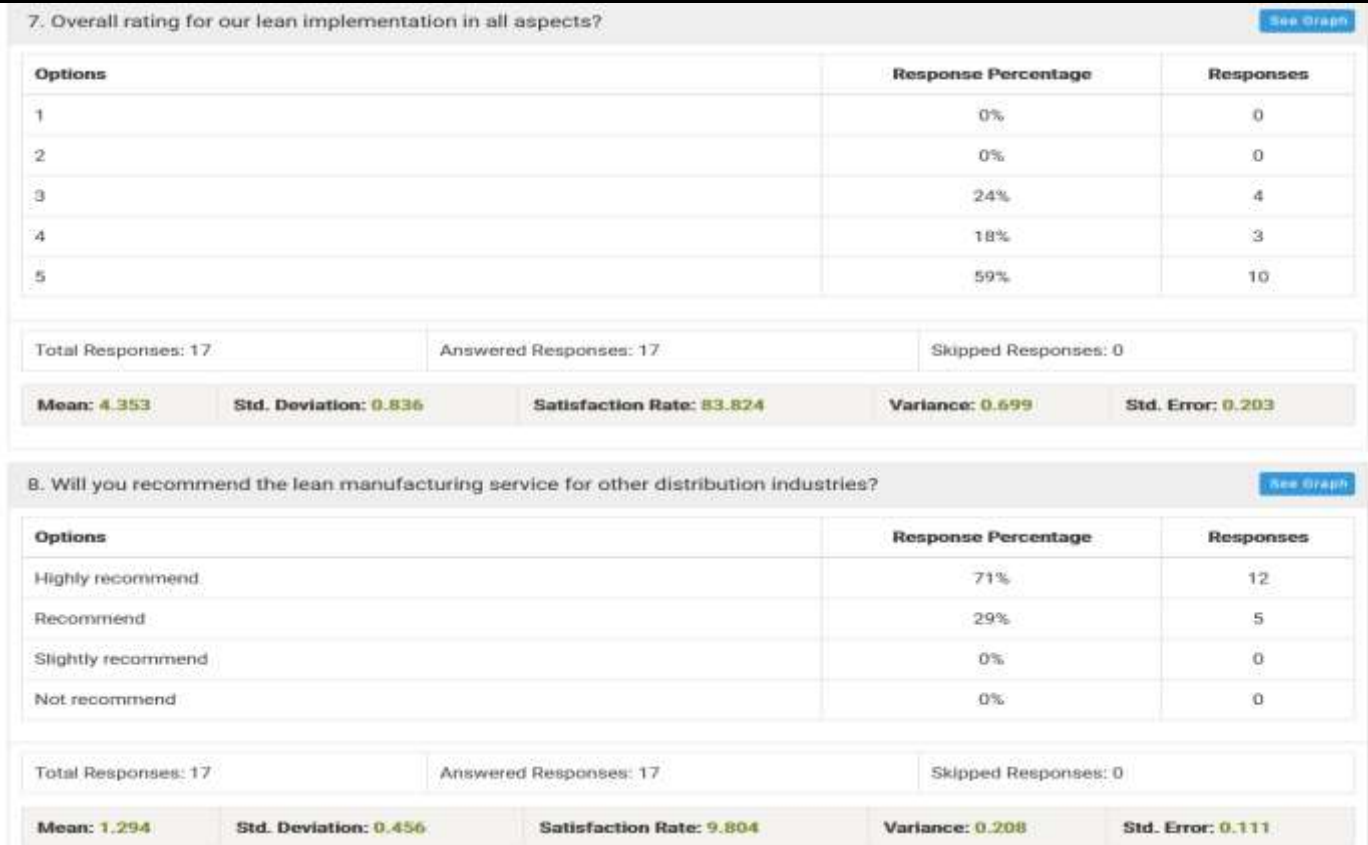 7. Overall rating for our lean implementation in all aspects? See Graph
Options Response Percentage Responses
1 0% 0
2 0% 0
3 24% 4
4 18% 3
5 59% 10
Total Responses: 17 Answered Responses: 17 Skipped Responses: 0
Mean: 4.353 Std. Deviation: 0.836 Satisfaction Rate: 83.824 Variance: 0.699 Std. Error: 0.203
8. Will you recommend the lean manufacturing service for other distribution industries? See Graph
Options Response Percentage Responses
Highly recommend 71% 12
Recommend 29% 5
Slightly recommend 0% 0
Not recommend 0% 0
Total Responses: 17 Answered Responses: 17 Skipped Responses: 0
Mean: 1.294 Std. Deviation: 0.456 Satisfaction Rate: 9.804 Variance: 0.208 Std. Error: 0.111